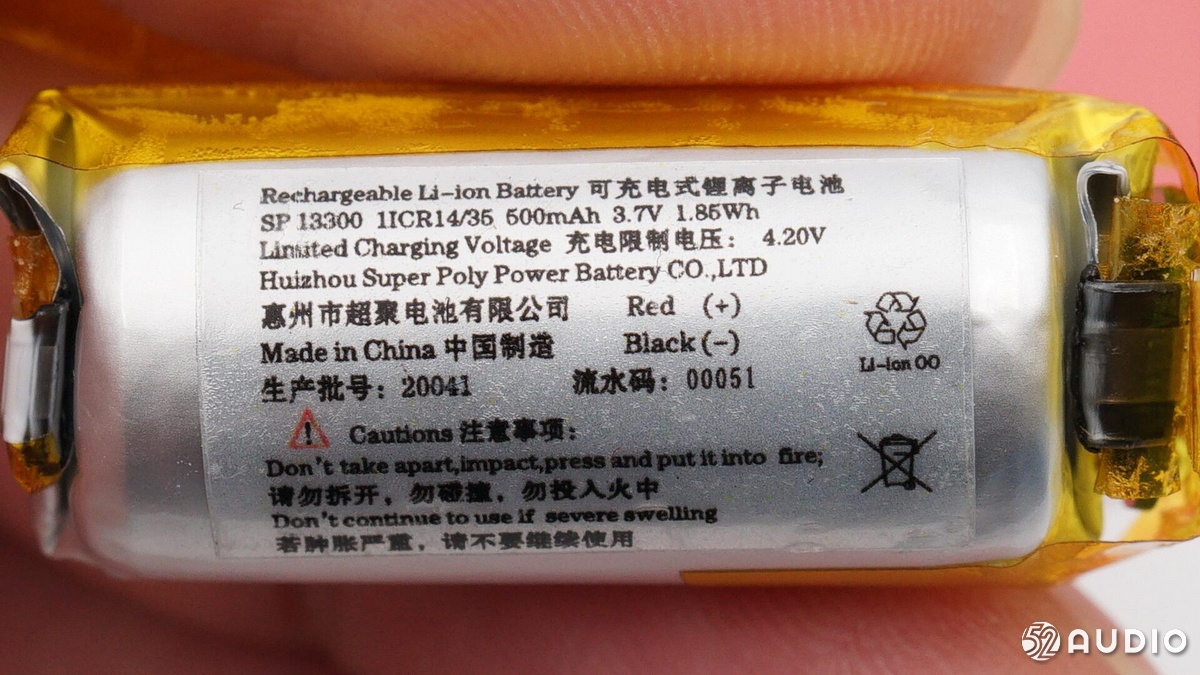 Rechargeable Li-ion Battery 可充电式锂离子电池
SP 13300 1ICR14/35 500mAh 3.7V 1.85Wh
Limited Charging Voltage 充电限制电压： 4.20V
Huizhou Super Poly Power Battery CO.,LTD
惠州市超聚电池有限公司 Red (+)
Made in China 中国制造 Black (-)
生产批号：20041 流水码：00051
Li-ion 00
Cautions 注意事项：
Don't take apart,impact,press and put it into fire;
请勿拆开，勿碰撞，勿投入火中
Don't continue to use if severe swelling
若肿胀严重，请不要继续使用
52 AUDIO